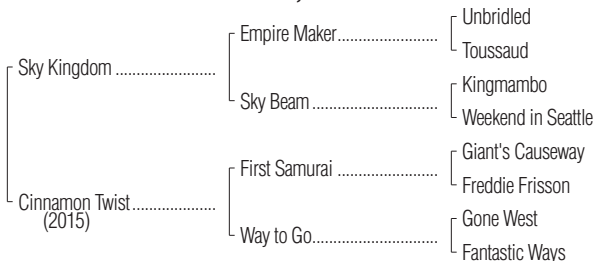 Unbridled
Empire Maker
Toussaud
Sky Kingdom
Kingmambo
Sky Beam
Weekend in Seattle
Giant's Causeway
First Samurai
Freddie Frisson
Cinnamon Twist
(2015)
Gone West
Way to Go
Fantastic Ways